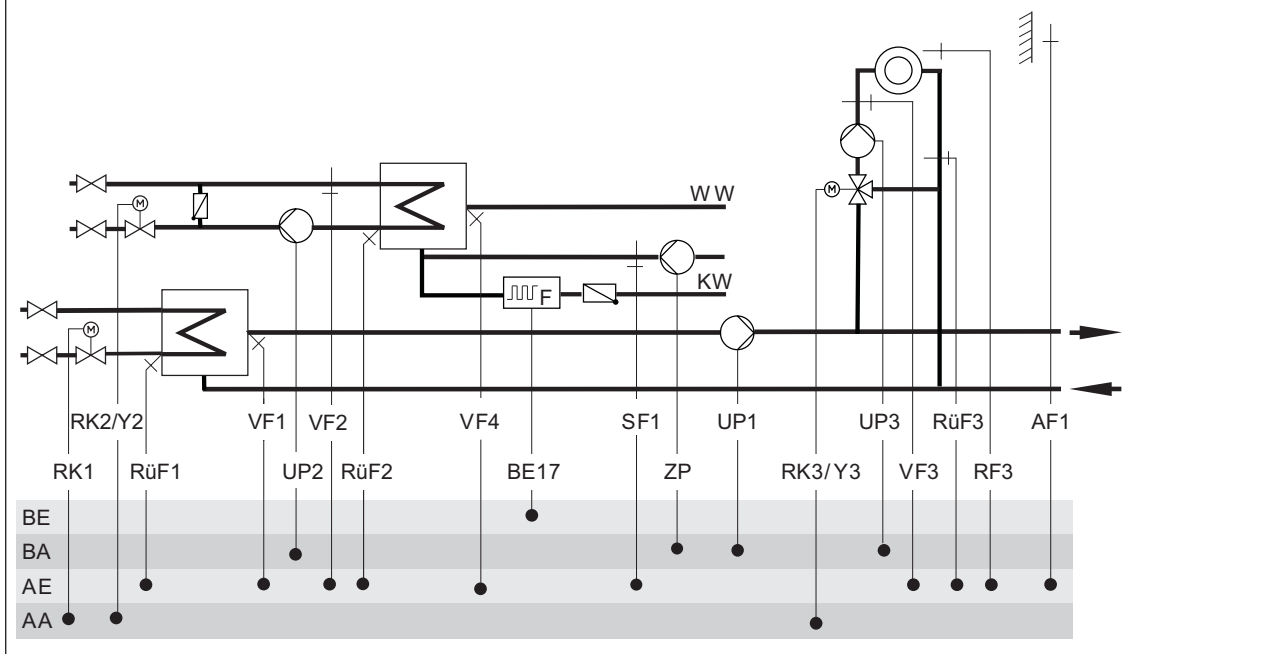 M
WW
M
KW
F
M
RK2/Y2 VF1 VF2 VF4 SF1 UP1 UP3 RüF3 AF1
RK1 RüF1 UP2 RüF2 BE17 ZP RK3/Y3 VF3 RF3
BE
BA
AE
AA